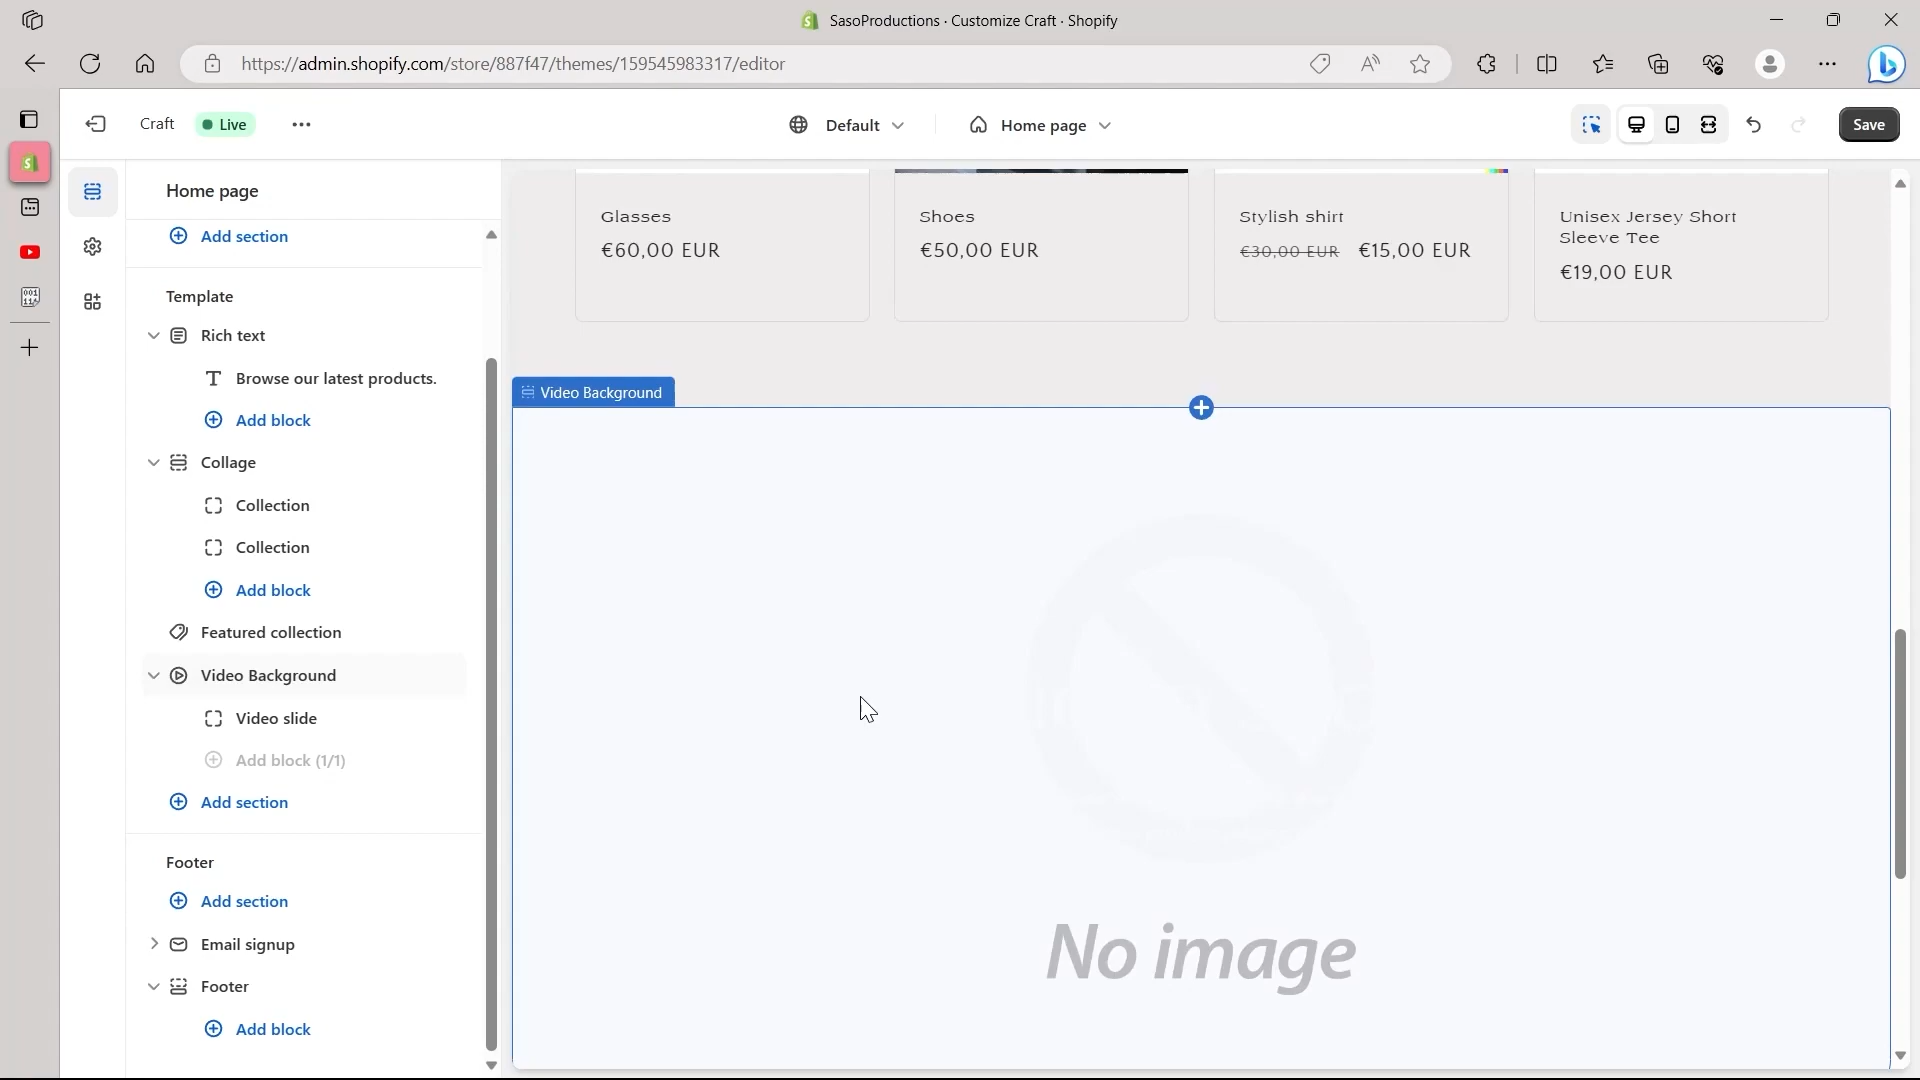 SasoProductions · Customize Craft · Shopify
https://admin.shopify.com/store/887f47/themes/159545983317/editor
Craft
Live
Default
Home page
Save
Home page
Add section
Template
Rich text
Browse our latest products.
Add block
Collage
Collection
Collection
Add block
Featured collection
Video Background
Video slide
Add block (1/1)
Add section
Footer
Add section
Email signup
Footer
Add block
Glasses
€60,00 EUR
Shoes
€50,00 EUR
Stylish shirt
€30,00 EUR €15,00 EUR
Unisex Jersey Short
Sleeve Tee
€19,00 EUR
Video Background
No image